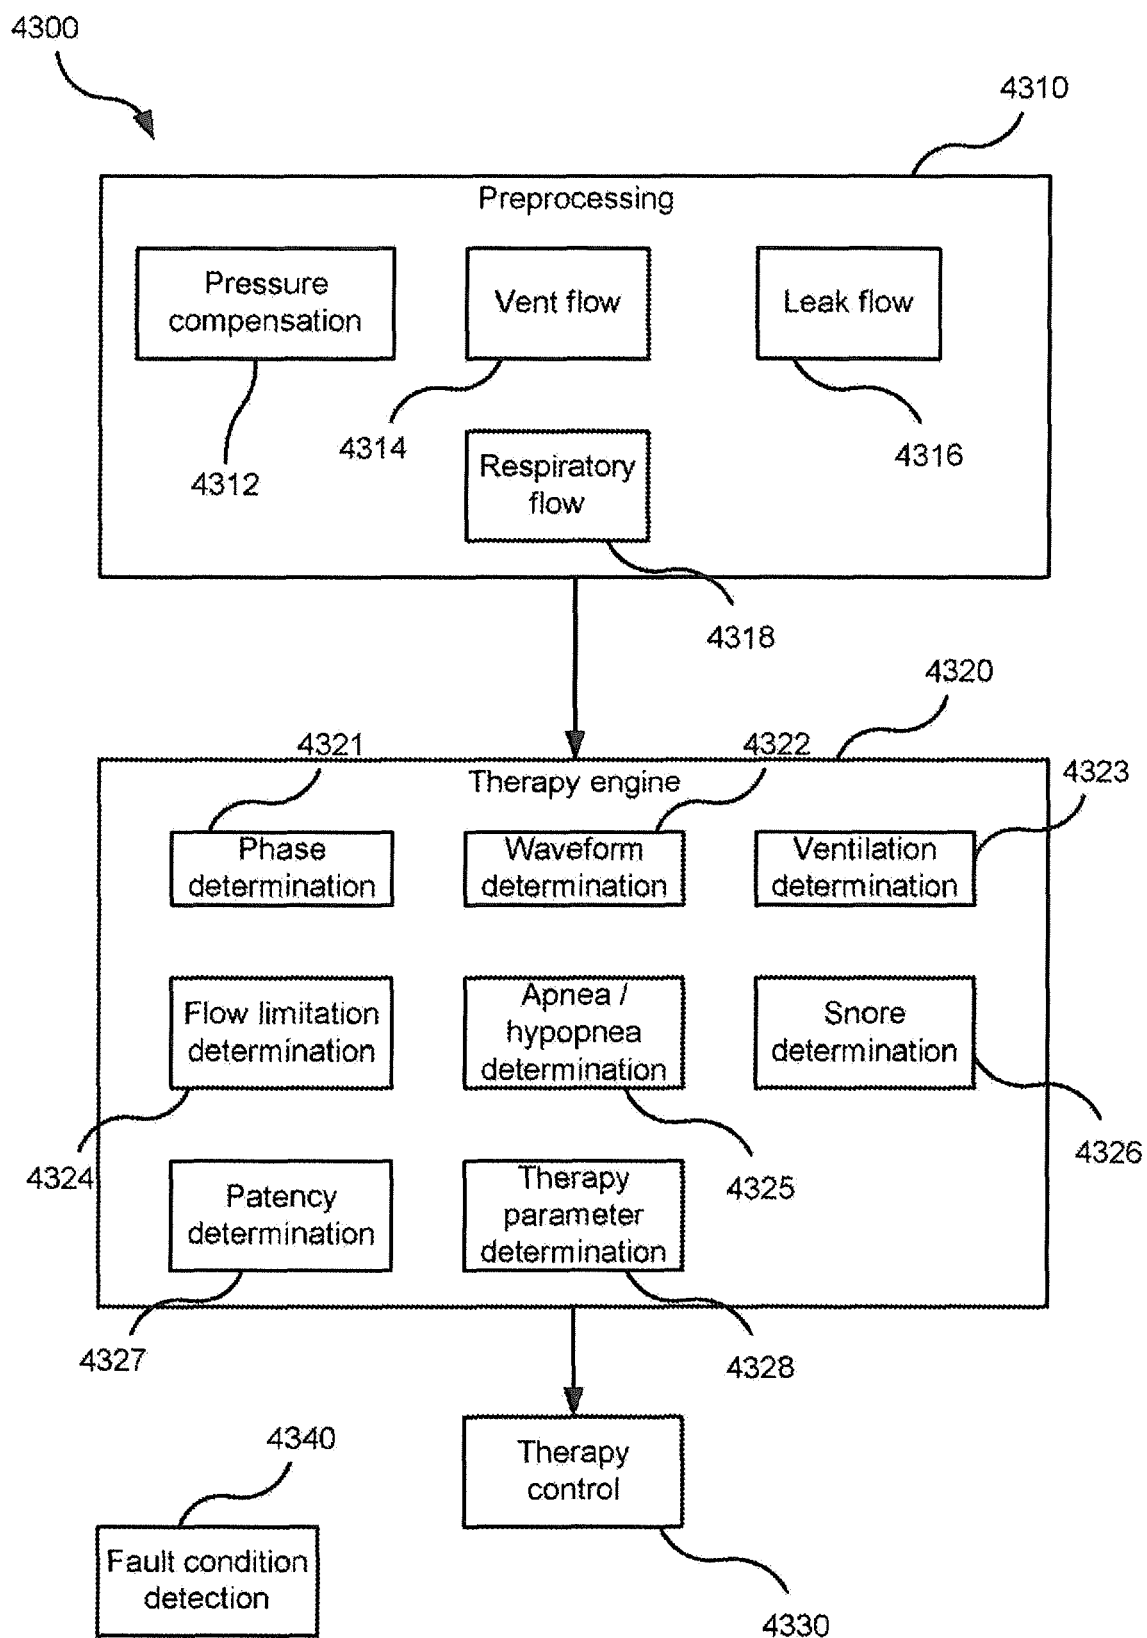 4300
4310
Preprocessing
Pressure
compensation
Vent flow
Leak flow
4312
4314
4316
Respiratory
flow
4318
4320
4321
4322
4323
Therapy engine
Phase
determination
Waveform
determination
Ventilation
determination
Flow limitation
determination
Apnea /
hypopnea
determination
Snore
determination
4324
4325
4326
Patency
determination
Therapy
parameter
determination
4327
4328
4340
Therapy
control
Fault condition
detection
4330